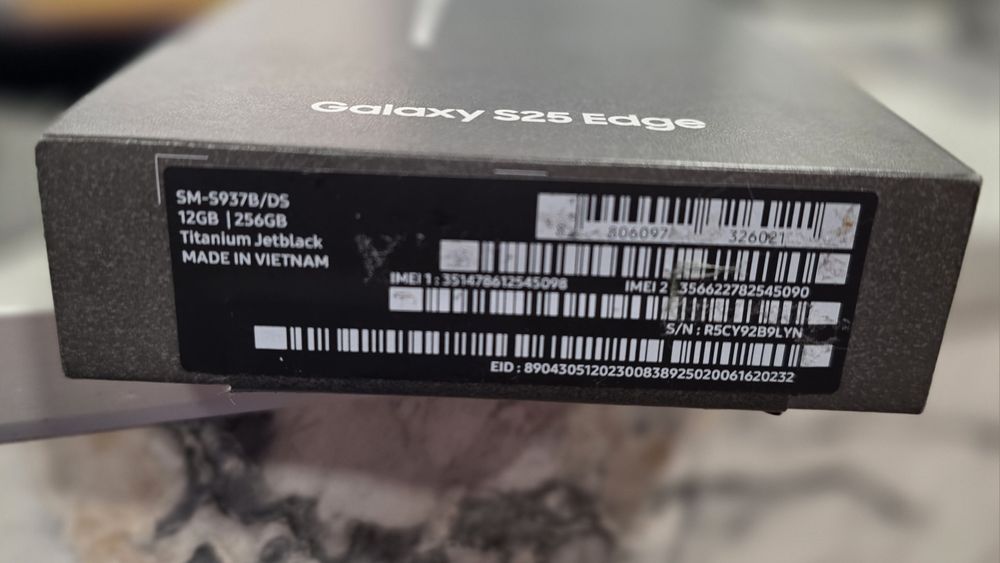 Galaxy S25 Edge
SM-S937B/DS
12GB | 256GB
Titanium Jetblack
MADE IN VIETNAM
806097 326021
IMEI 1 : 351478612545098 IMEI 2 : 356622782545090
S/N : R5CY92B9LYN
EID : 89043051202300838925020061620232